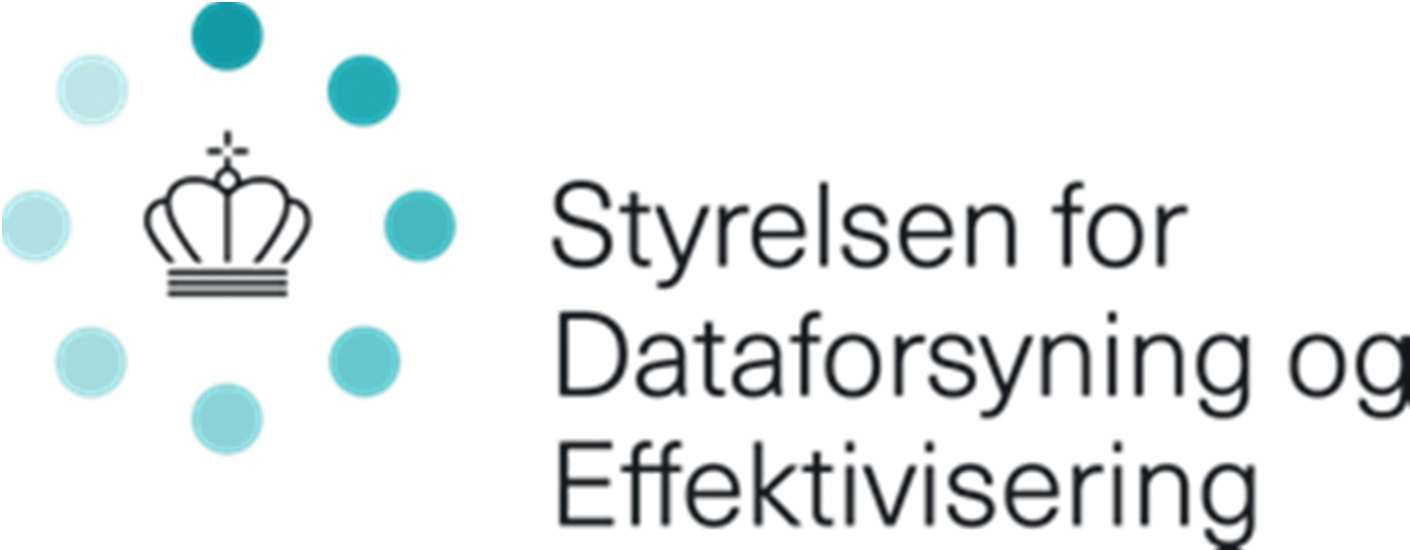 Styrelsen for
Dataforsyning og
Effektivisering